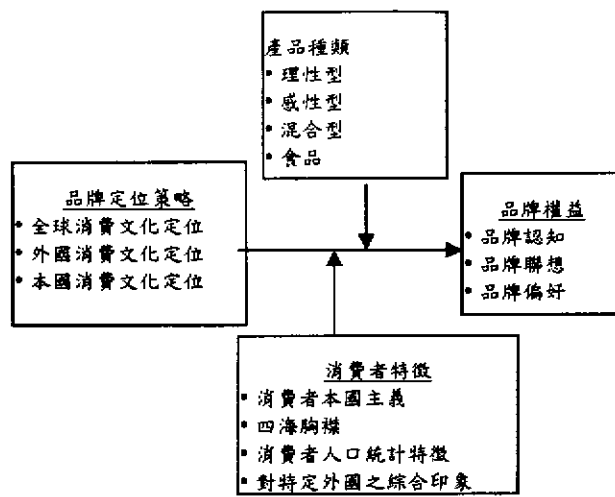 產品種類
• 理性型
• 感性型
• 混合型
• 食品
品牌定位策略
• 全球消費文化定位
• 外國消費文化定位
• 本國消費文化定位
品牌權益
• 品牌認知
• 品牌聯想
• 品牌偏好
消費者特徵
• 消費者本國主義
• 四海胸襟
• 消費者人口統計特徵
• 對特定外國之綜合印象